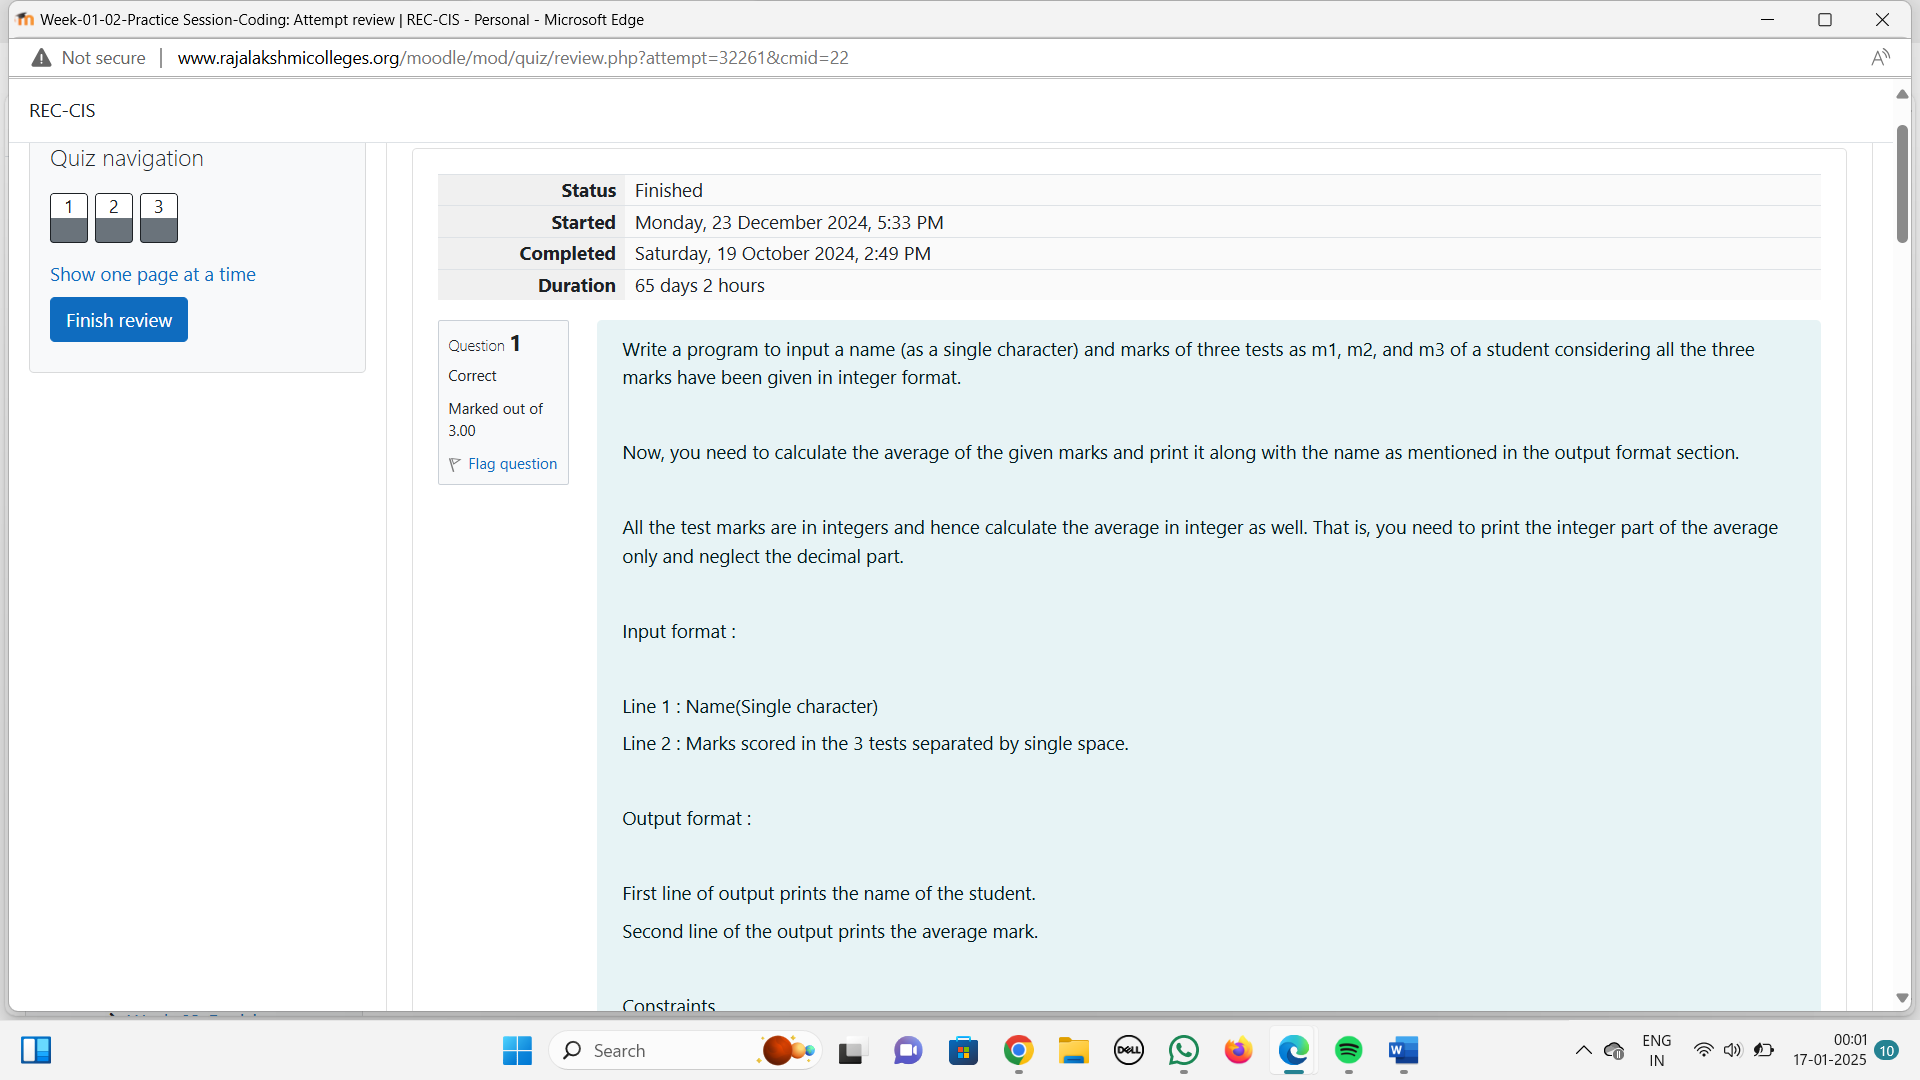 Week-01-02-Practice Session-Coding: Attempt review | REC-CIS - Personal - Microsoft Edge
Not secure | www.rajalakshmicolleges.org/moodle/mod/quiz/review.php?attempt=32261&cmid=22
REC-CIS
Quiz navigation
1 2 3
Show one page at a time
Finish review
Status Finished
Started Monday, 23 December 2024, 5:33 PM
Completed Saturday, 19 October 2024, 2:49 PM
Duration 65 days 2 hours
Question 1
Correct
Marked out of
3.00
Flag question
Write a program to input a name (as a single character) and marks of three tests as m1, m2, and m3 of a student considering all the three
marks have been given in integer format.
Now, you need to calculate the average of the given marks and print it along with the name as mentioned in the output format section.
All the test marks are in integers and hence calculate the average in integer as well. That is, you need to print the integer part of the average
only and neglect the decimal part.
Input format :
Line 1 : Name(Single character)
Line 2 : Marks scored in the 3 tests separated by single space.
Output format :
First line of output prints the name of the student.
Second line of the output prints the average mark.
Constraints
Search
DELL
W
ENG
IN
00:01
17-01-2025
10